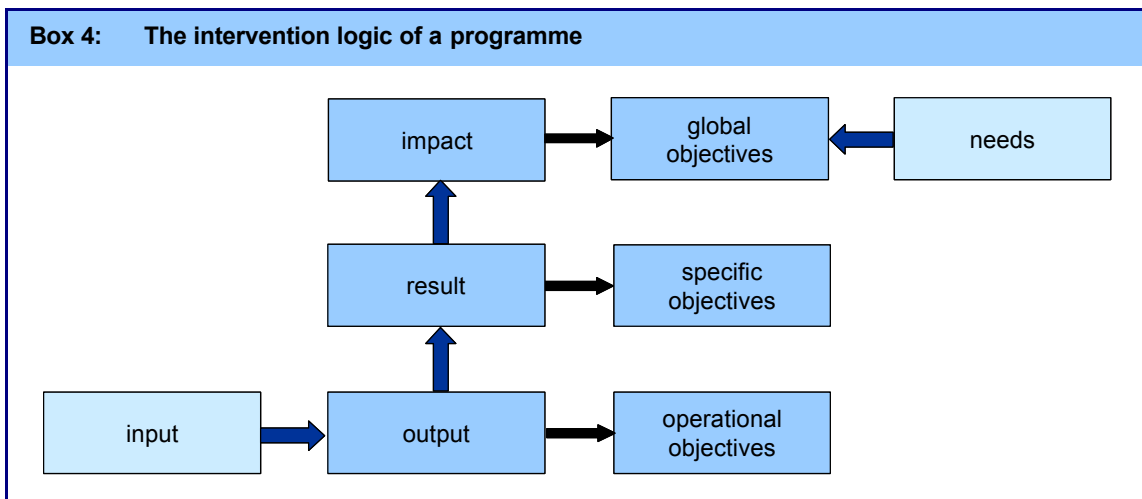 Box 4: The intervention logic of a programme
impact
global
objectives
needs
result
specific
objectives
input
output
operational
objectives